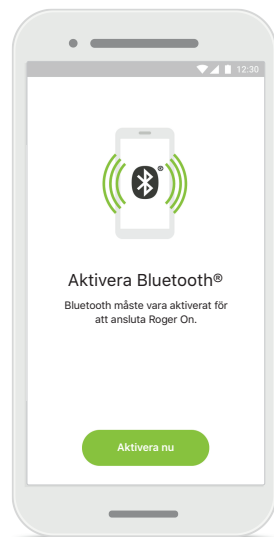 12:30
®
Aktivera Bluetooth®
Bluetooth måste vara aktiverat för
att ansluta Roger On.
Aktivera nu